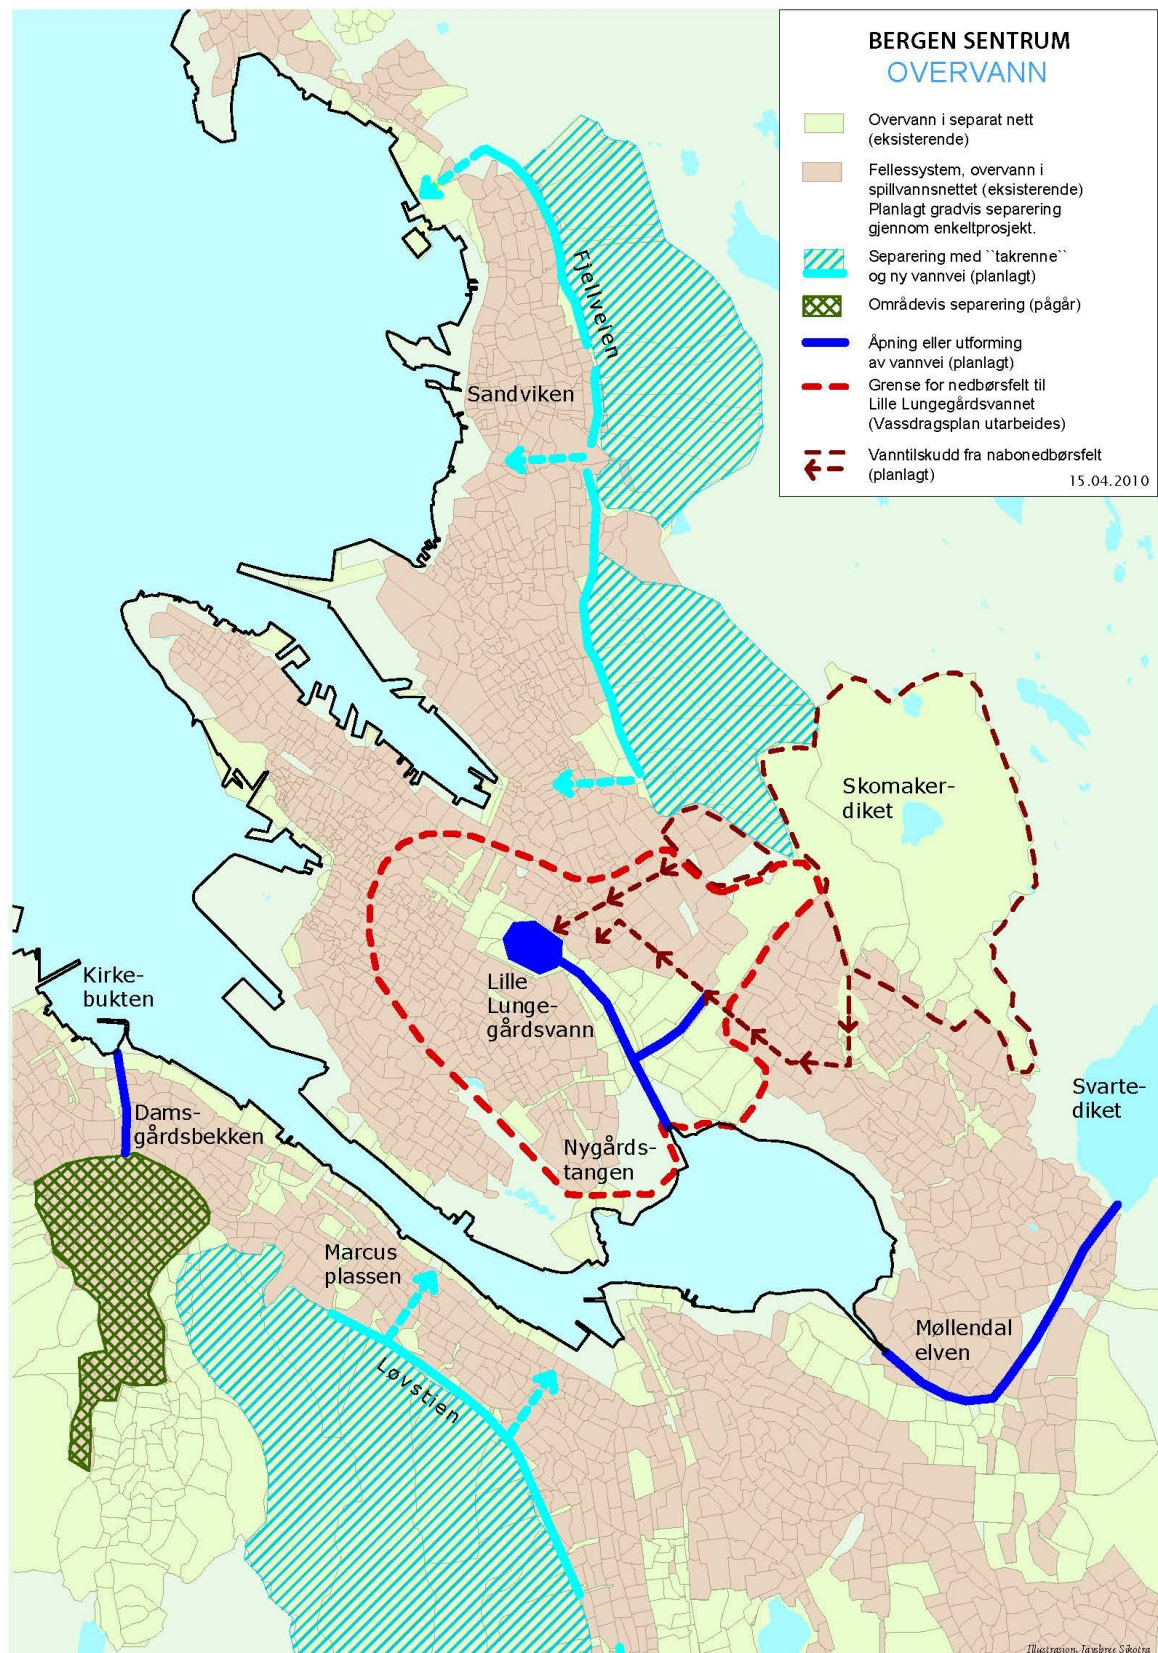 BERGEN SENTRUM
OVERVANN
Overvann i separat nett
(eksisterende)
Fellessystem, overvann i
spillvannsnettet (eksisterende)
Planlagt gradvis separering
gjennom enkeltprosjekt.
Separering med ``takrenne``
og ny vannvei (planlagt)
Områdevis separering (pågår)
Åpning eller utforming
av vannvei (planlagt)
Grense for nedbørsfelt til
Lille Lungegårdsvannet
(Vassdragsplan utarbeides)
Vanntilskudd fra nabonedbørsfelt
(planlagt)
15.04.2010
Fjellveien
Sandviken
Skomaker-
diket
Kirke-
bukten
Lille
Lunge-
gårdsvann
Svarte-
diket
Dams-
gårdsbekken
Nygårds-
tangen
Marcus
plassen
Møllendal
elven
Løvstien
Illustrasjon, Jayshree Sikotra